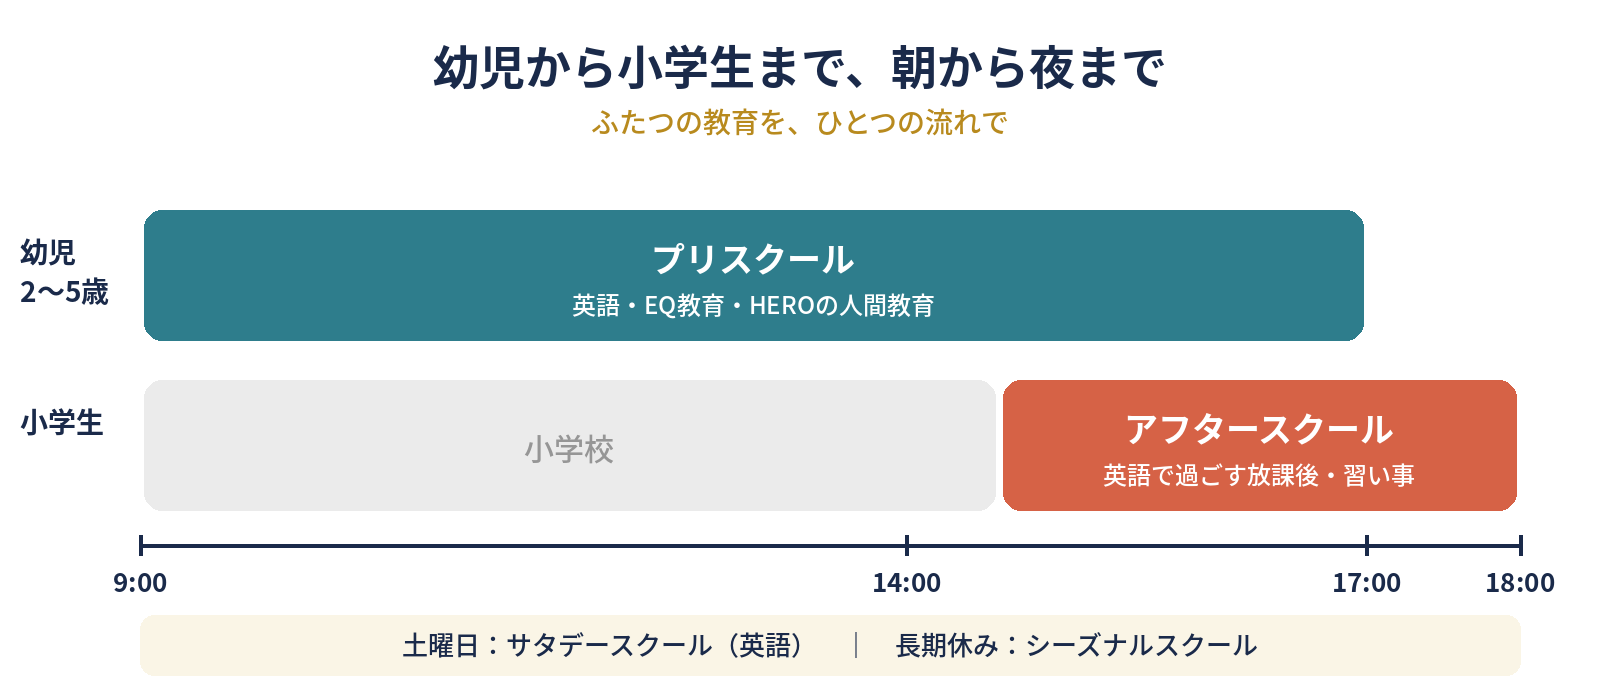 幼児から小学生まで、朝から夜まで
ふたつの教育を、ひとつの流れで
幼児
2〜5歳
プリスクール
英語・EQ教育・HEROの人間教育
小学生
小学校
アフタースクール
英語で過ごす放課後・習い事
9:00
14:00
17:00
18:00
土曜日：サタデースクール（英語） ｜ 長期休み：シーズナルスクール